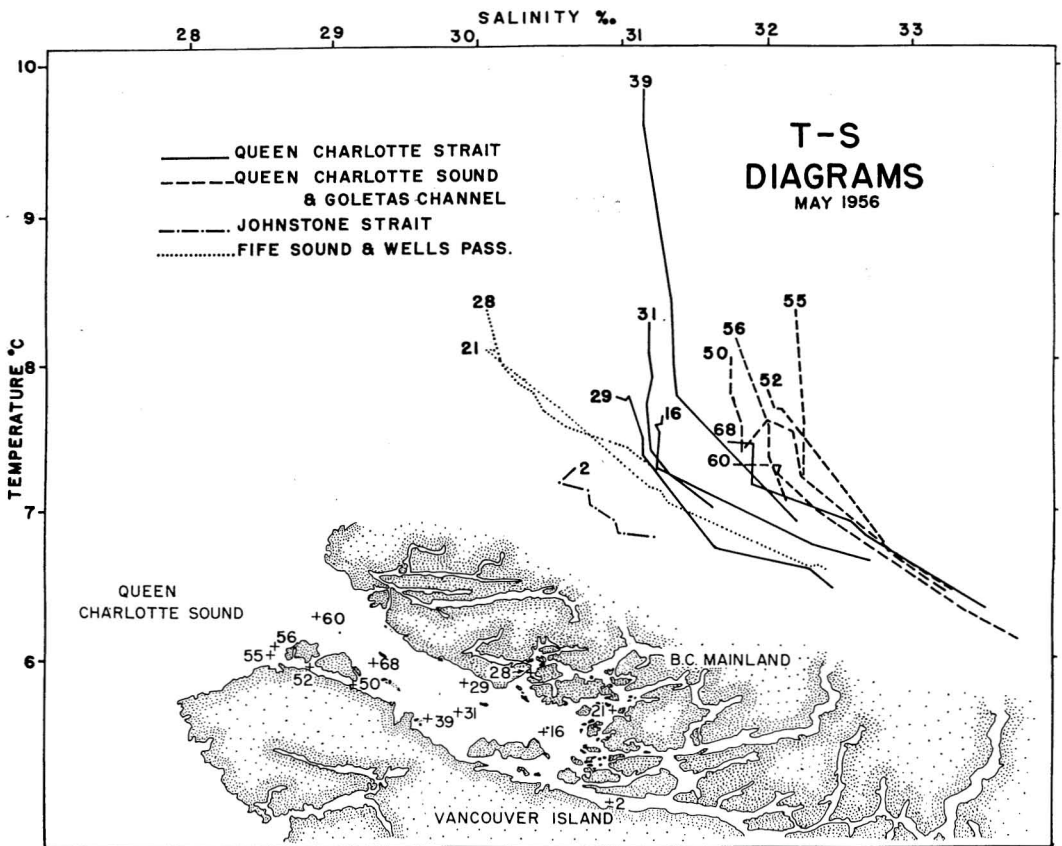 SALINITY ‰
28 29 30 31 32 33
10
39
T-S
DIAGRAMS
MAY 1956
QUEEN CHARLOTTE STRAIT
QUEEN CHARLOTTE SOUND
& GOLETAS CHANNEL
JOHNSTONE STRAIT
FIFE SOUND & WELLS PASS.
9
28
31
55
56
50
21
52
8
TEMPERATURE °C
29
16
68
60
2
7
QUEEN
CHARLOTTE SOUND
60
56
55
6
68
B.C. MAINLAND
52
50
28
29
21
39
31
16
5
2
VANCOUVER ISLAND